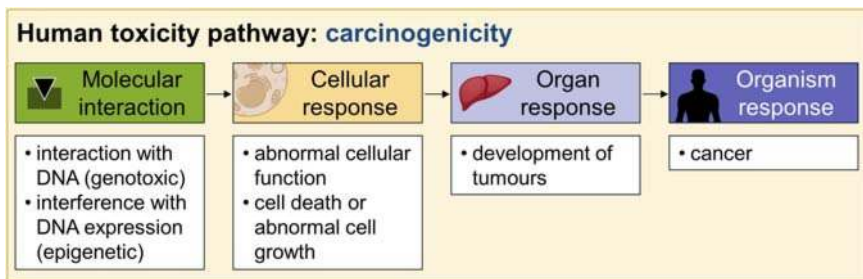 Human toxicity pathway: carcinogenicity
Molecular
interaction
Cellular
response
Organ
response
Organism
response
• interaction with
DNA (genotoxic)
• interference with
DNA expression
(epigenetic)
• abnormal cellular
function
• cell death or
abnormal cell
growth
• development of
tumours
• cancer